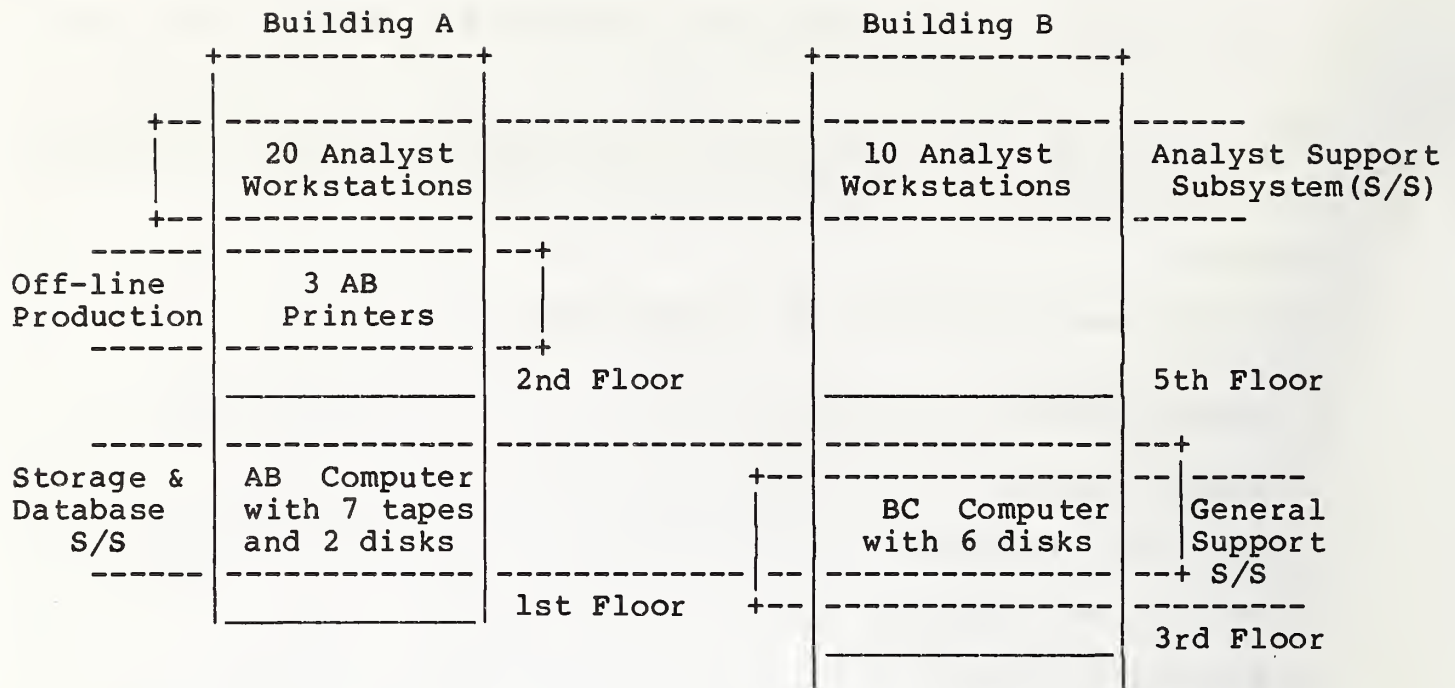 Building A Building B
20 Analyst 10 Analyst Analyst Support
Workstations Workstations Subsystem(S/S)
Off-line 3 AB
Production Printers
2nd Floor 5th Floor
Storage & AB Computer
Database with 7 tapes BC Computer General
S/S and 2 disks with 6 disks Support
S/S
1st Floor
3rd Floor